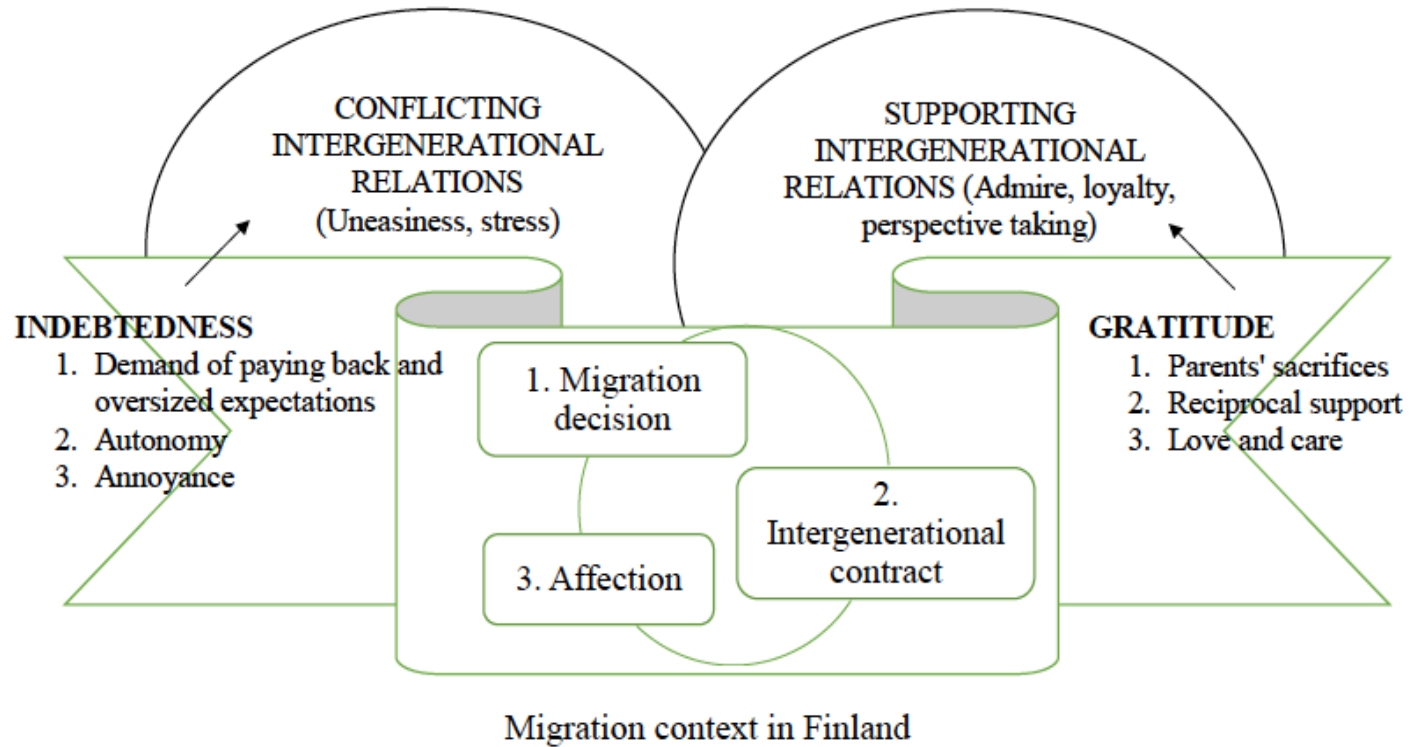 CONFLICTING
INTERGENERATIONAL
RELATIONS
(Uneasiness, stress)
SUPPORTING
INTERGENERATIONAL
RELATIONS (Admire, loyalty,
perspective taking)
INDEBTEDNESS
1. Demand of paying back and
oversized expectations
2. Autonomy
3. Annoyance
1. Migration
decision
2.
Intergenerational
contract
3. Affection
GRATITUDE
1. Parents' sacrifices
2. Reciprocal support
3. Love and care
Migration context in Finland